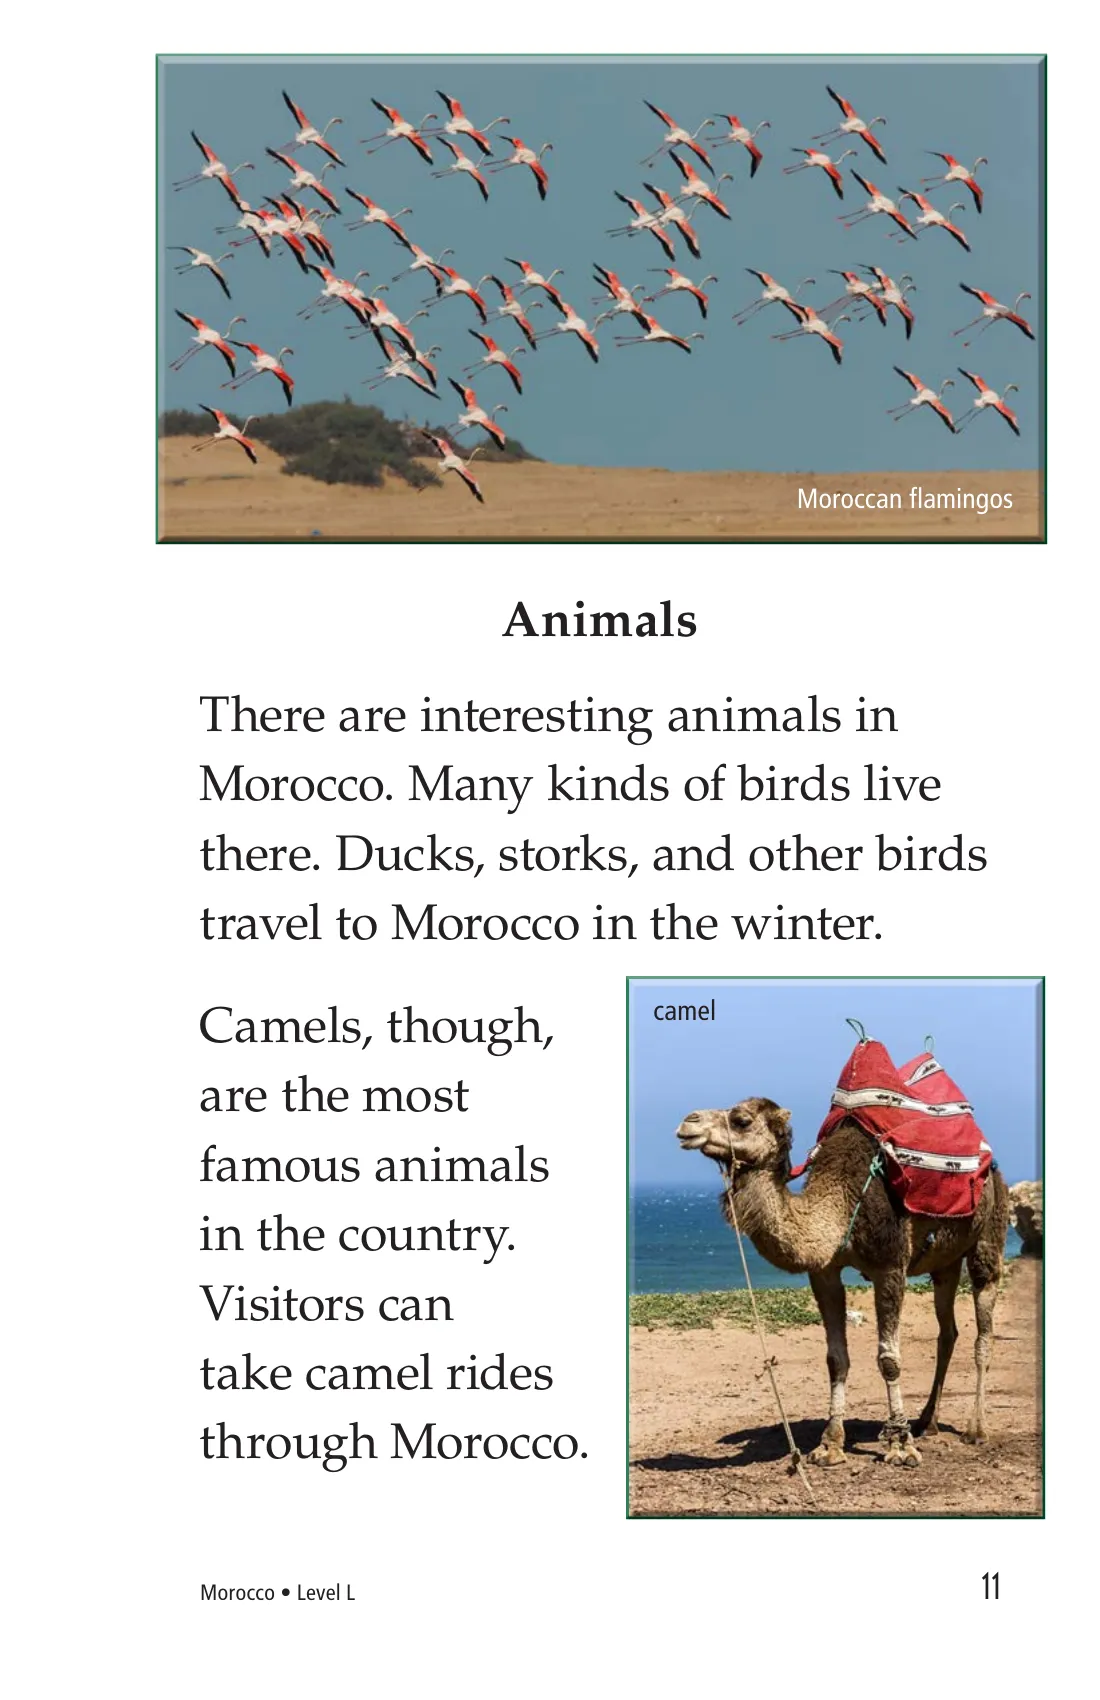 Moroccan flamingos
Animals
There are interesting animals in
Morocco. Many kinds of birds live
there. Ducks, storks, and other birds
travel to Morocco in the winter.
camel
Camels, though,
are the most
famous animals
in the country.
Visitors can
take camel rides
through Morocco.
Morocco • Level L
11